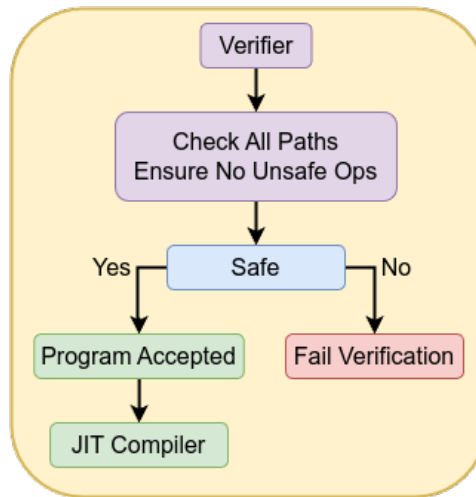 Verifier
Check All Paths
Ensure No Unsafe Ops
Yes
Safe
No
Program Accepted
Fail Verification
JIT Compiler